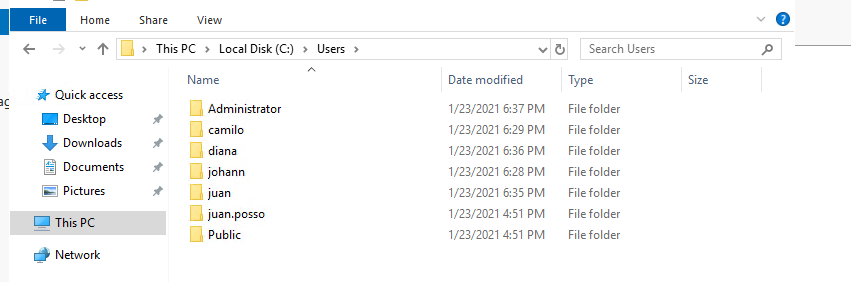 File Home Share View
This PC > Local Disk (C:) > Users > Search Users
Name Date modified Type Size
Quick access
Desktop
Downloads
Documents
Pictures
This PC
Network
Administrator 1/23/2021 6:37 PM File folder
camilo 1/23/2021 6:29 PM File folder
diana 1/23/2021 6:36 PM File folder
johann 1/23/2021 6:28 PM File folder
juan 1/23/2021 6:35 PM File folder
juan.posso 1/23/2021 4:51 PM File folder
Public 1/23/2021 4:51 PM File folder